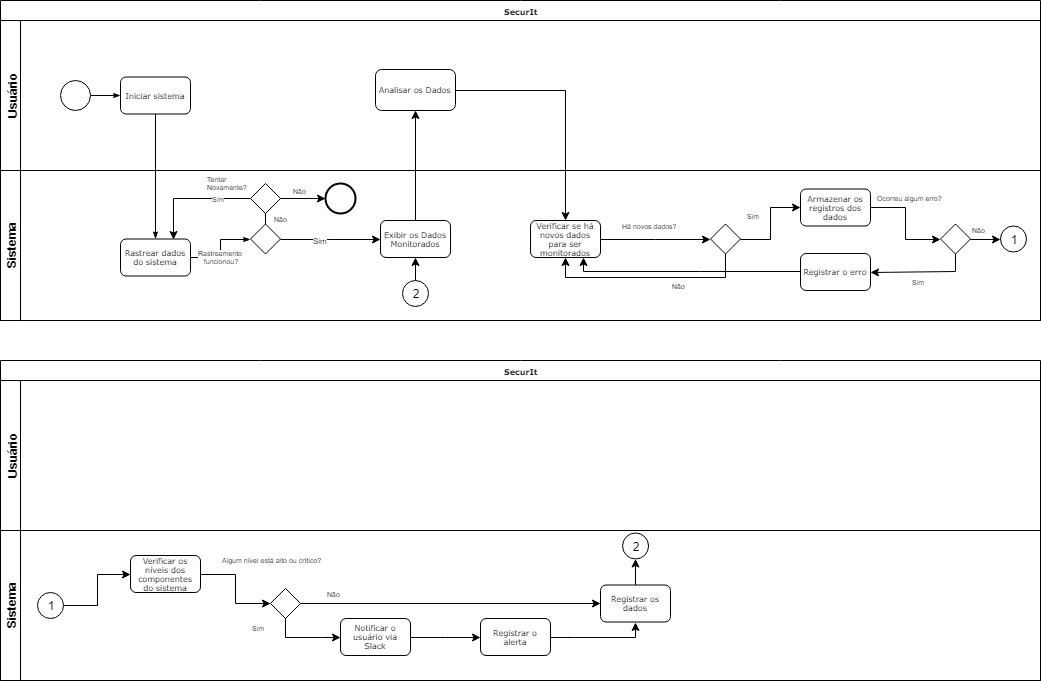 SecurIt
Usuário
Iniciar sistema
Analisar os Dados
Sistema
Tentar
Novamente?
Sim
Não
Não
Rastrear dados
do sistema
Rastreamento
funcionou?
Sim
Exibir os Dados
Monitorados
2
Verificar se há
novos dados
para ser
monitorados
Há novos dados?
Sim
Não
Armazenar os
registros dos
dados
Ocorreu algum erro?
Não
1
Registrar o erro
Sim
SecurIt
Usuário
Sistema
1
Verificar os
níveis dos
componentes
do sistema
Algum nível está alto ou crítico?
Não
Sim
Notificar o
usuário via
Slack
Registrar o
alerta
Registrar os
dados
2